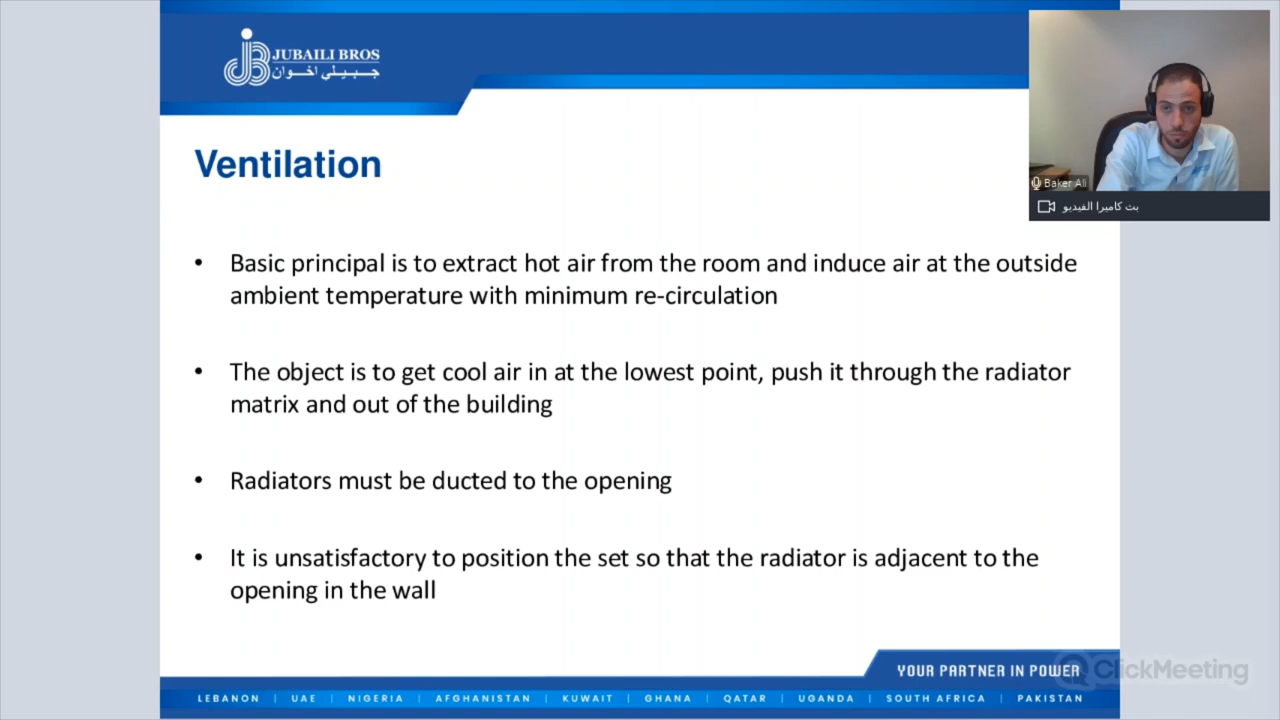 JUBAILI BROS
جبيلي اخوان
Baker Ali
بث كاميرا الفيديو
Ventilation
• Basic principal is to extract hot air from the room and induce air at the outside
ambient temperature with minimum re-circulation
• The object is to get cool air in at the lowest point, push it through the radiator
matrix and out of the building
• Radiators must be ducted to the opening
• It is unsatisfactory to position the set so that the radiator is adjacent to the
opening in the wall
YOUR PARTNER IN POWER
ClickMeeting
LEBANON | UAE | NIGERIA | AFGHANISTAN | KUWAIT | GHANA | QATAR | UGANDA | SOUTH AFRICA | PAKISTAN